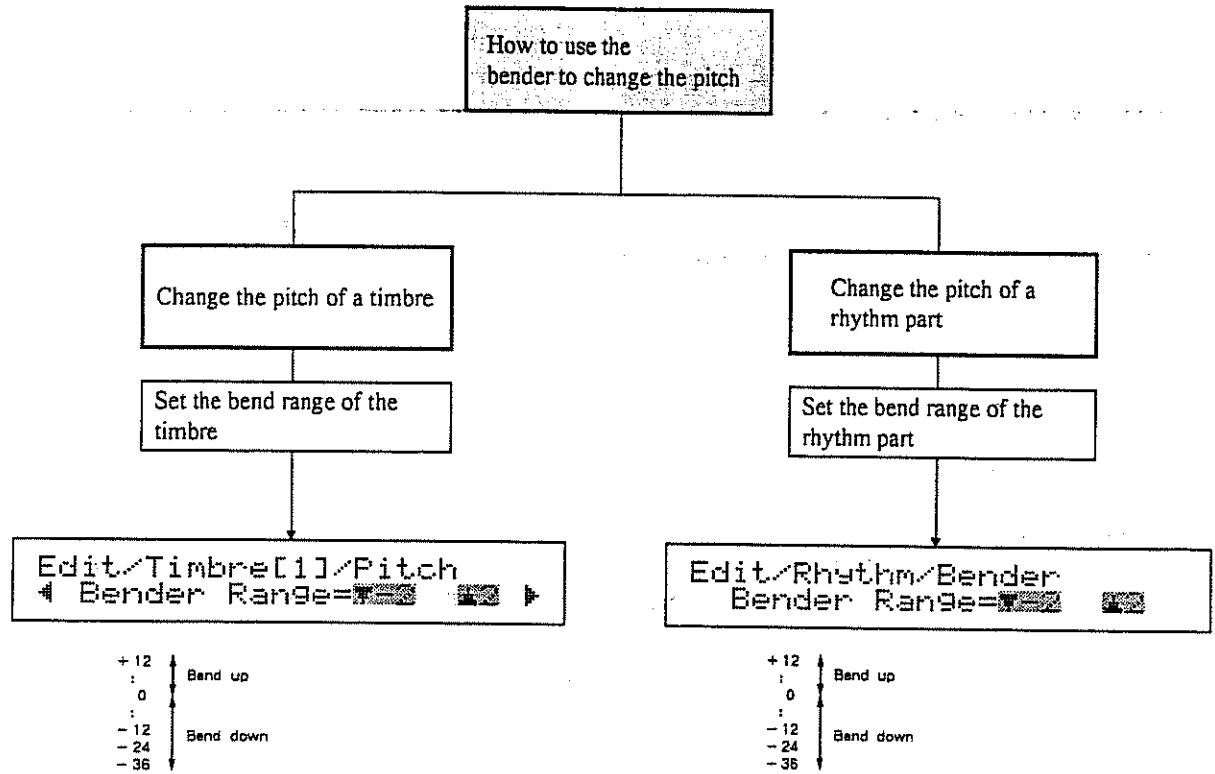 How to use the
bender to change the pitch
Change the pitch of a timbre
Change the pitch of a
rhythm part
Set the bend range of the
timbre
Set the bend range of the
rhythm part
Edit/Timbre[1]/Pitch
◀ Bender Range= ▶
Edit/Rhythm/Bender
Bender Range=
+12
:
0
:
-12
-24
-36
Bend up
Bend down
+12
:
0
:
-12
-24
-36
Bend up
Bend down